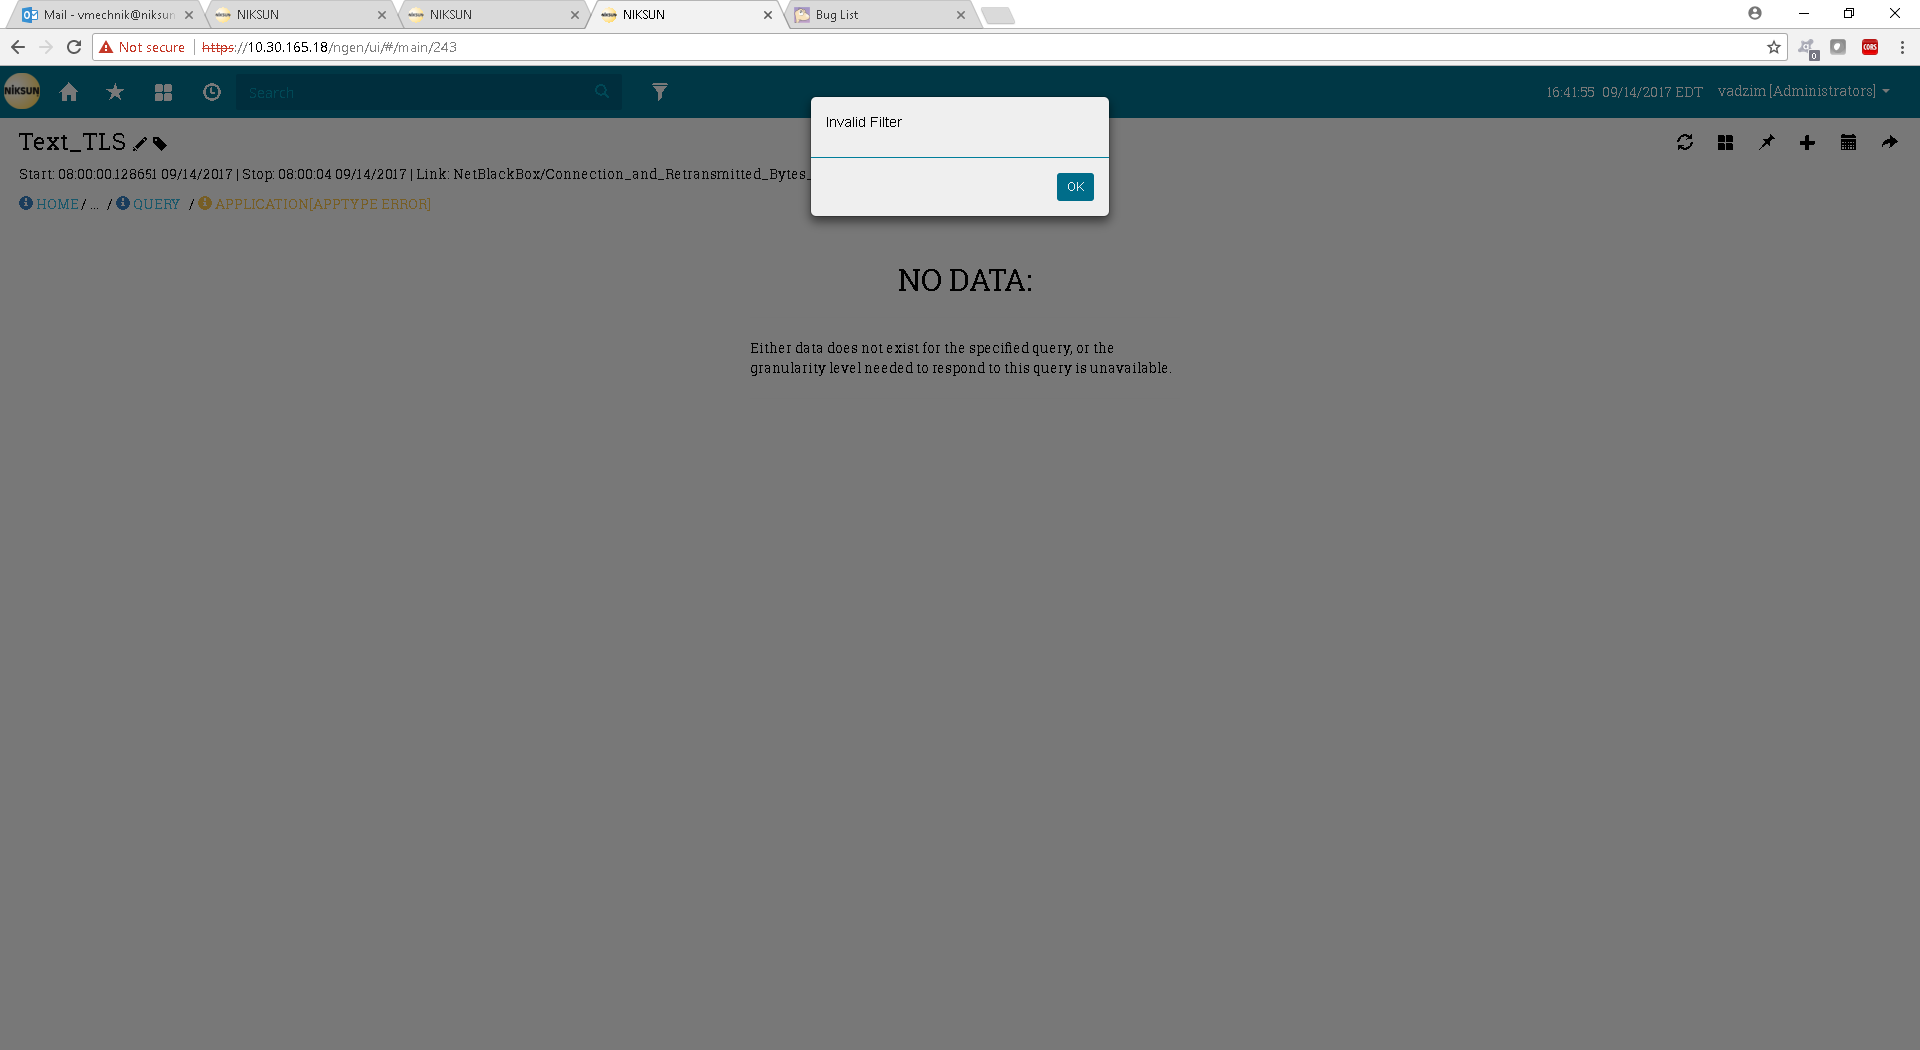 Mail - vmechnik@niksun
NIKSUN
NIKSUN
NIKSUN
Bug List
Not secure
https://10.30.165.18/ngen/ui/#/main/243
0
CORS
NIKSUN
Search
16:41:55 09/14/2017 EDT
vadzim [Administrators]
Invalid Filter
OK
Text_TLS
Start: 08:00:00.128651 09/14/2017 | Stop: 08:00:04 09/14/2017 | Link: NetBlackBox/Connection_and_Retransmitted_Bytes_
HOME / ... / QUERY / APPLICATION[APPTYPE ERROR]
NO DATA:
Either data does not exist for the specified query, or the
granularity level needed to respond to this query is unavailable.